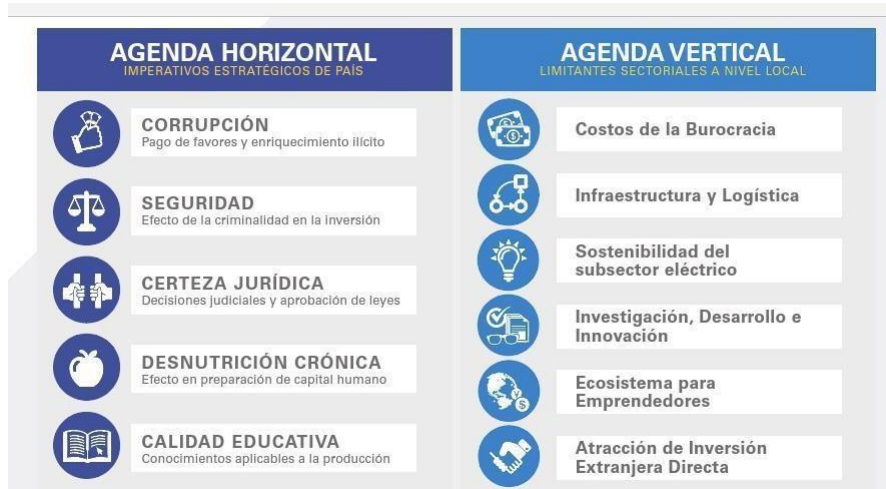 AGENDA HORIZONTAL
IMPERATIVOS ESTRATÉGICOS DE PAÍS
CORRUPCIÓN
Pago de favores y enriquecimiento ilícito
SEGURIDAD
Efecto de la criminalidad en la inversión
CERTEZA JURÍDICA
Decisiones judiciales y aprobación de leyes
DESNUTRICIÓN CRÓNICA
Efecto en preparación de capital humano
CALIDAD EDUCATIVA
Conocimientos aplicables a la producción
AGENDA VERTICAL
LIMITANTES SECTORIALES A NIVEL LOCAL
Costos de la Burocracia
Infraestructura y Logística
Sostenibilidad del
subsector eléctrico
Investigación, Desarrollo e
Innovación
Ecosistema para
Emprendedores
Atracción de Inversión
Extranjera Directa